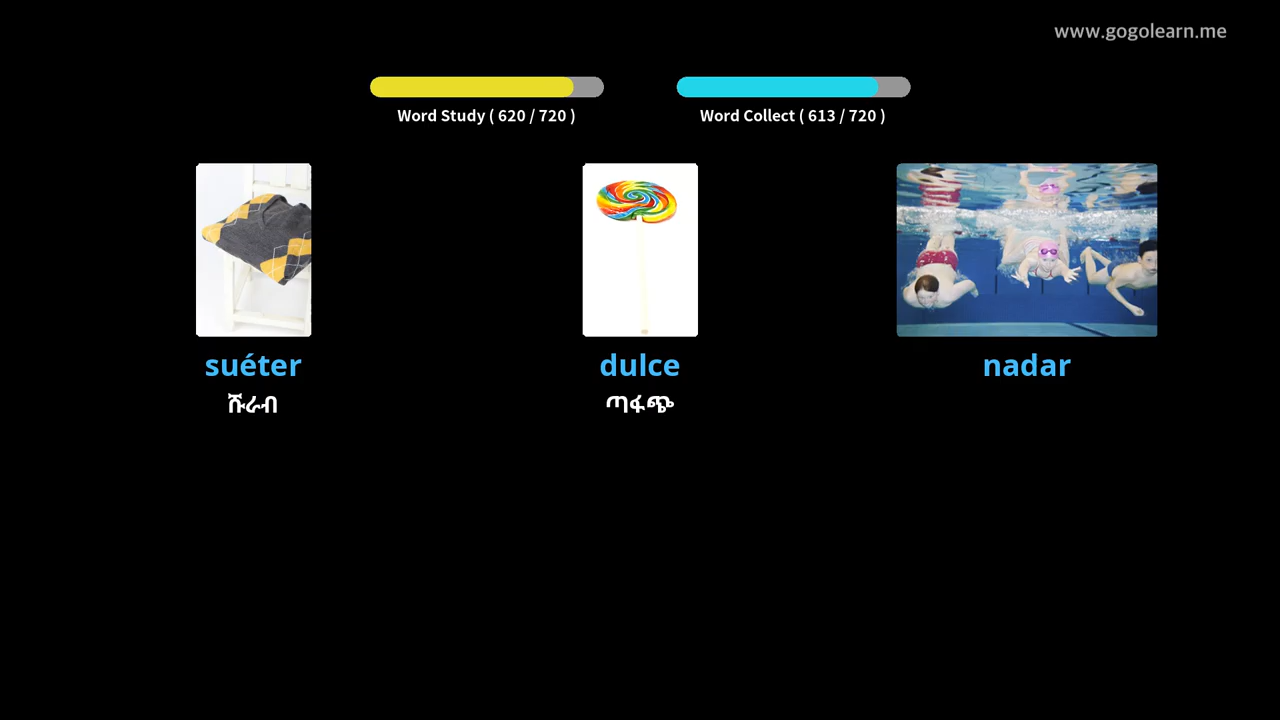 www.gogolearn.me
Word Study ( 620 / 720 )
Word Collect ( 613 / 720 )
suéter
dulce
nadar
ሹራብ
ጣፋጭ